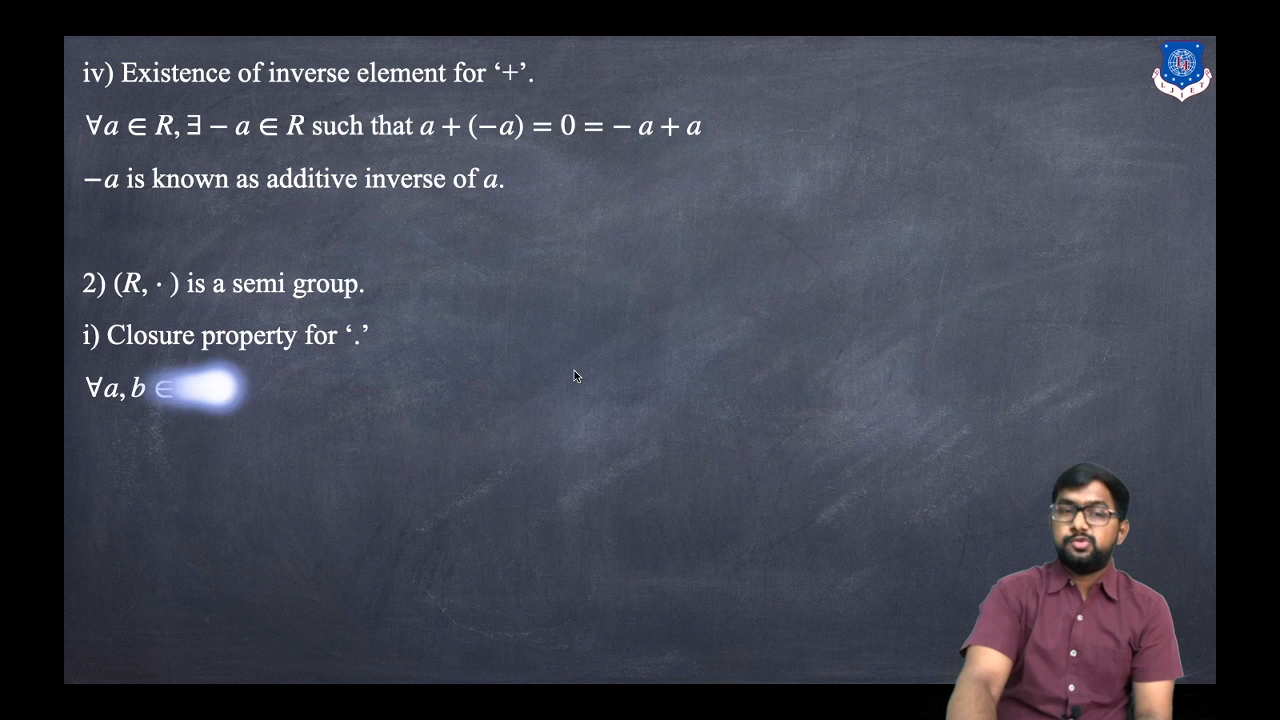 iv) Existence of inverse element for ‘+’.
∀a ∈ R, ∃ − a ∈ R such that a + (−a) = 0 = − a + a
−a is known as additive inverse of a.
2) (R, · ) is a semi group.
i) Closure property for ‘.’
∀a, b ∈